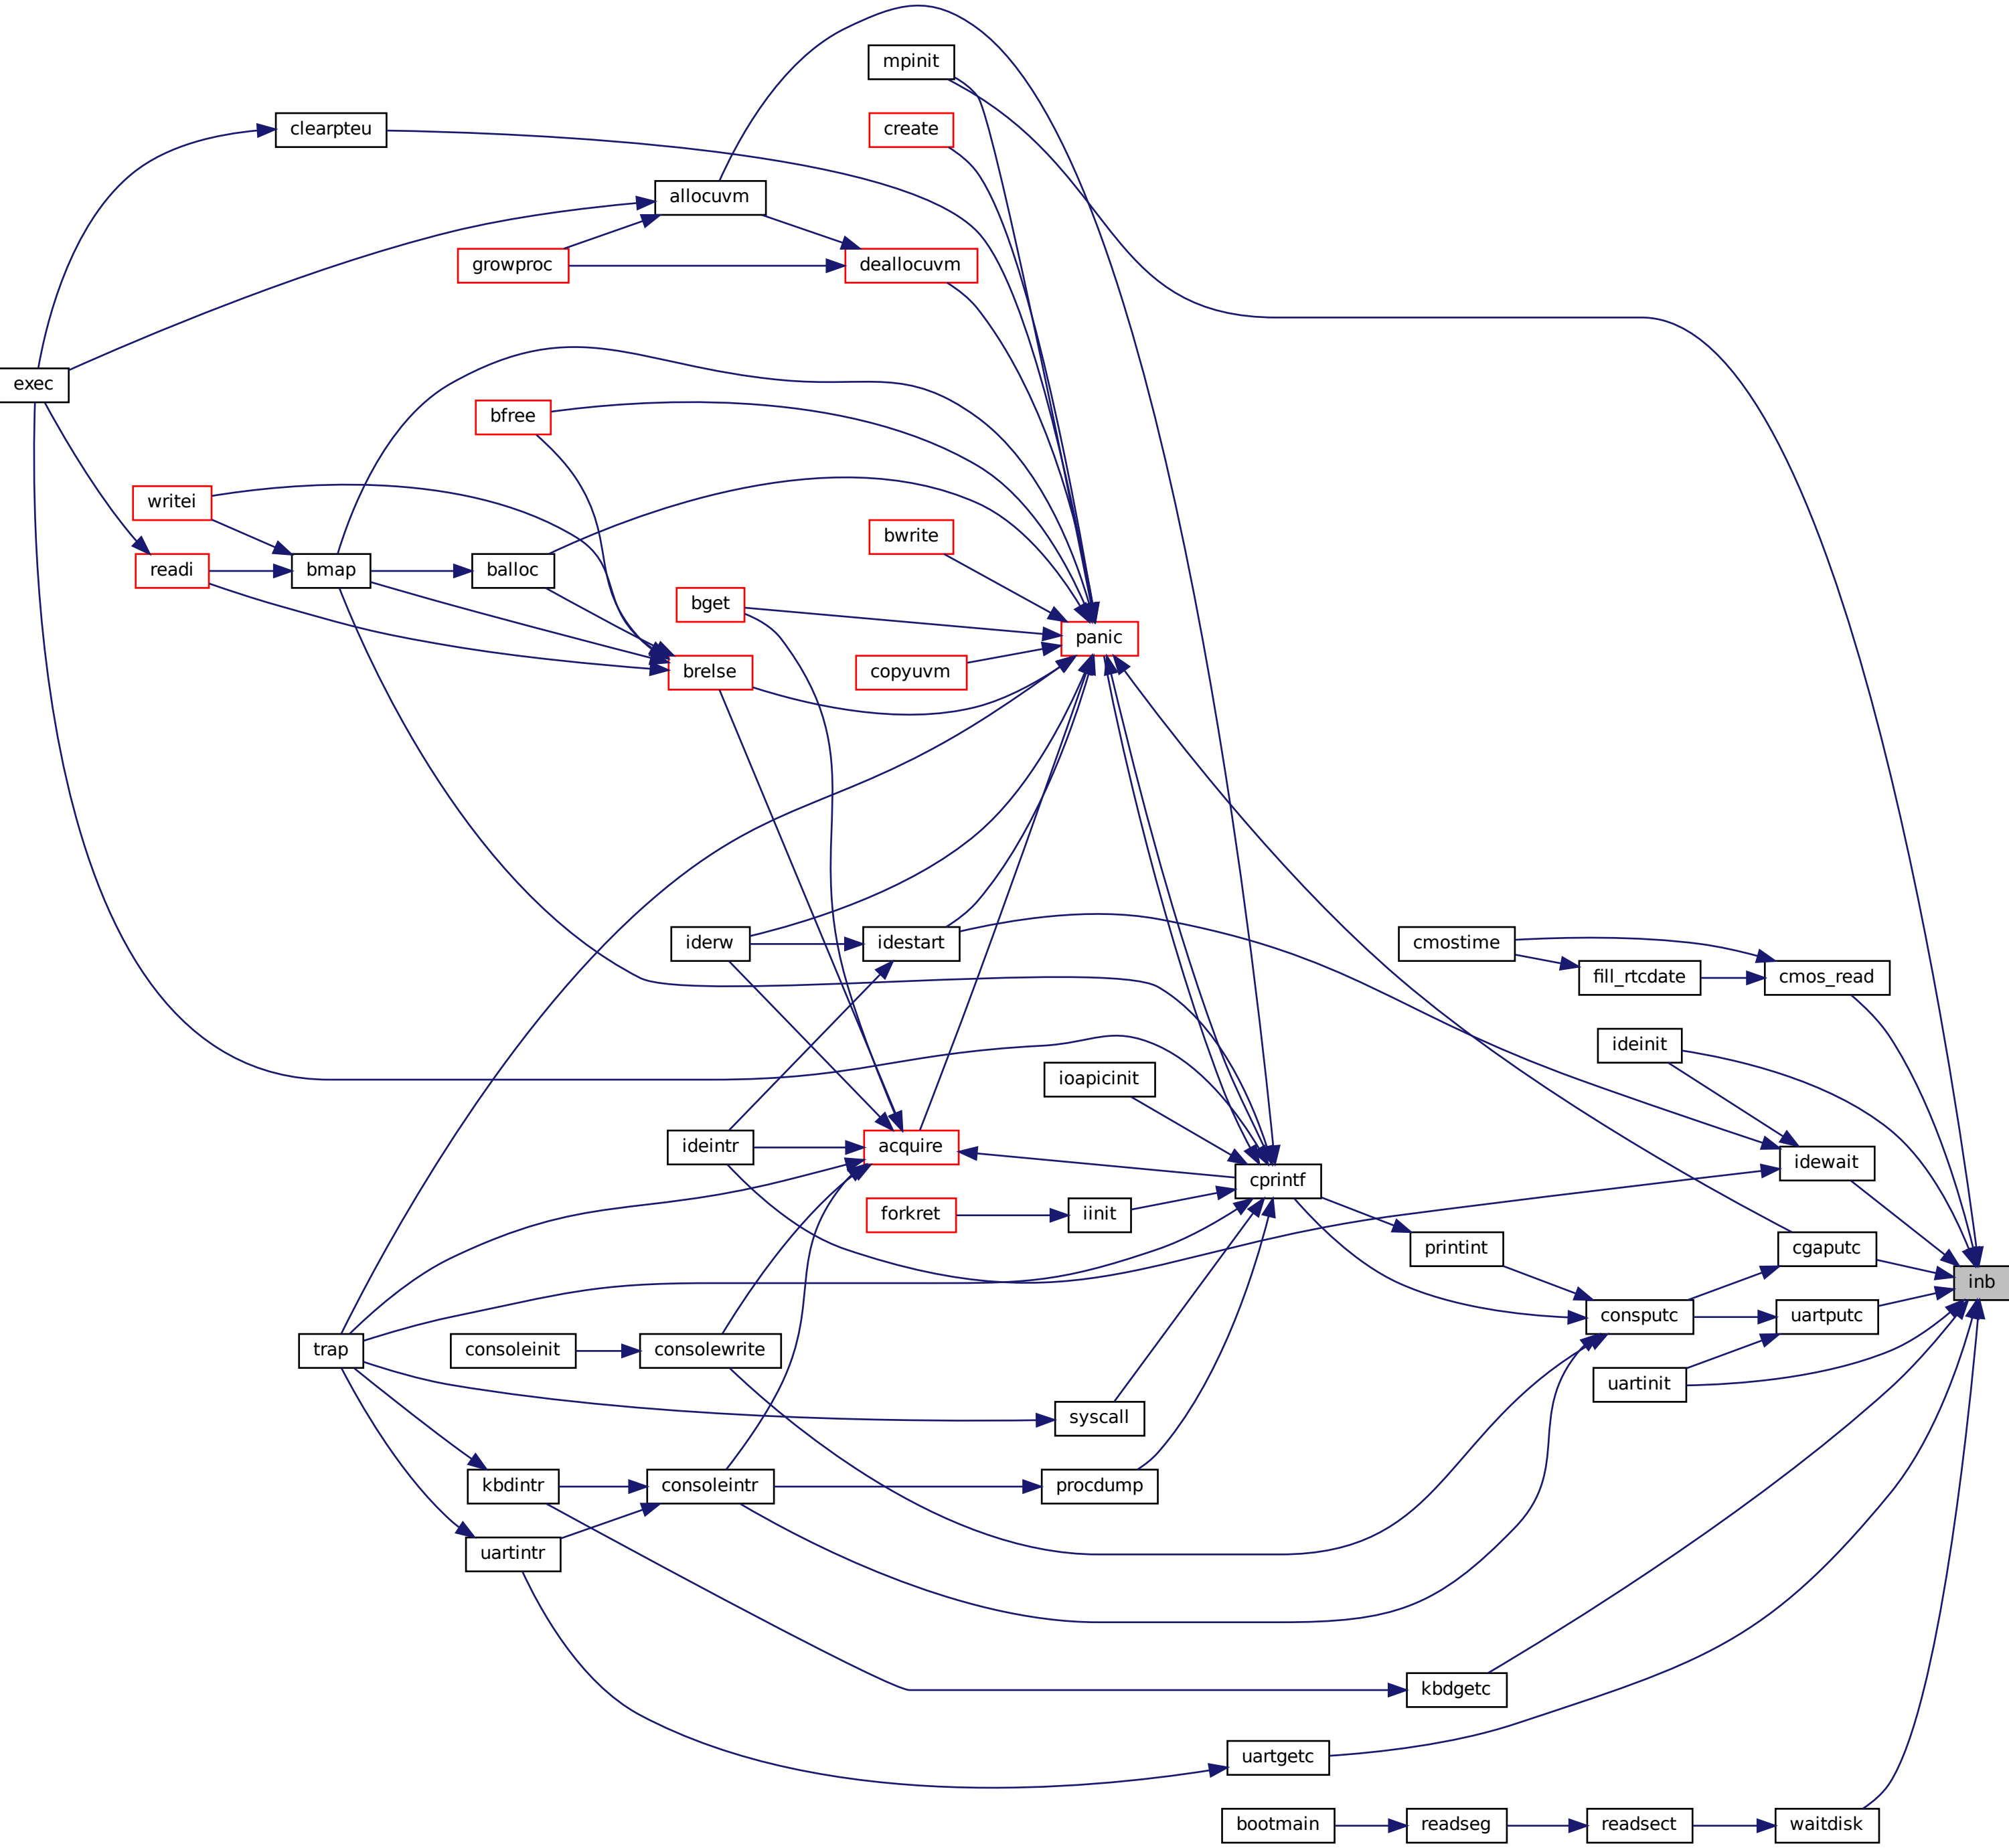 mpinit
create
clearpteu
allocuvm
growproc
deallocuvm
exec
bfree
writei
bwrite
readi
bmap
balloc
bget
panic
copyuvm
brelse
iderw
idestart
cmostime
fill_rtcdate
cmos_read
ideinit
ioapicinit
ideintr
acquire
idewait
cprintf
forkret
iinit
printint
cgaputc
inb
consputc
uartputc
trap
consoleinit
consolewrite
uartinit
syscall
kbdintr
consoleintr
procdump
uartintr
kbdgetc
uartgetc
bootmain
readseg
readsect
waitdisk